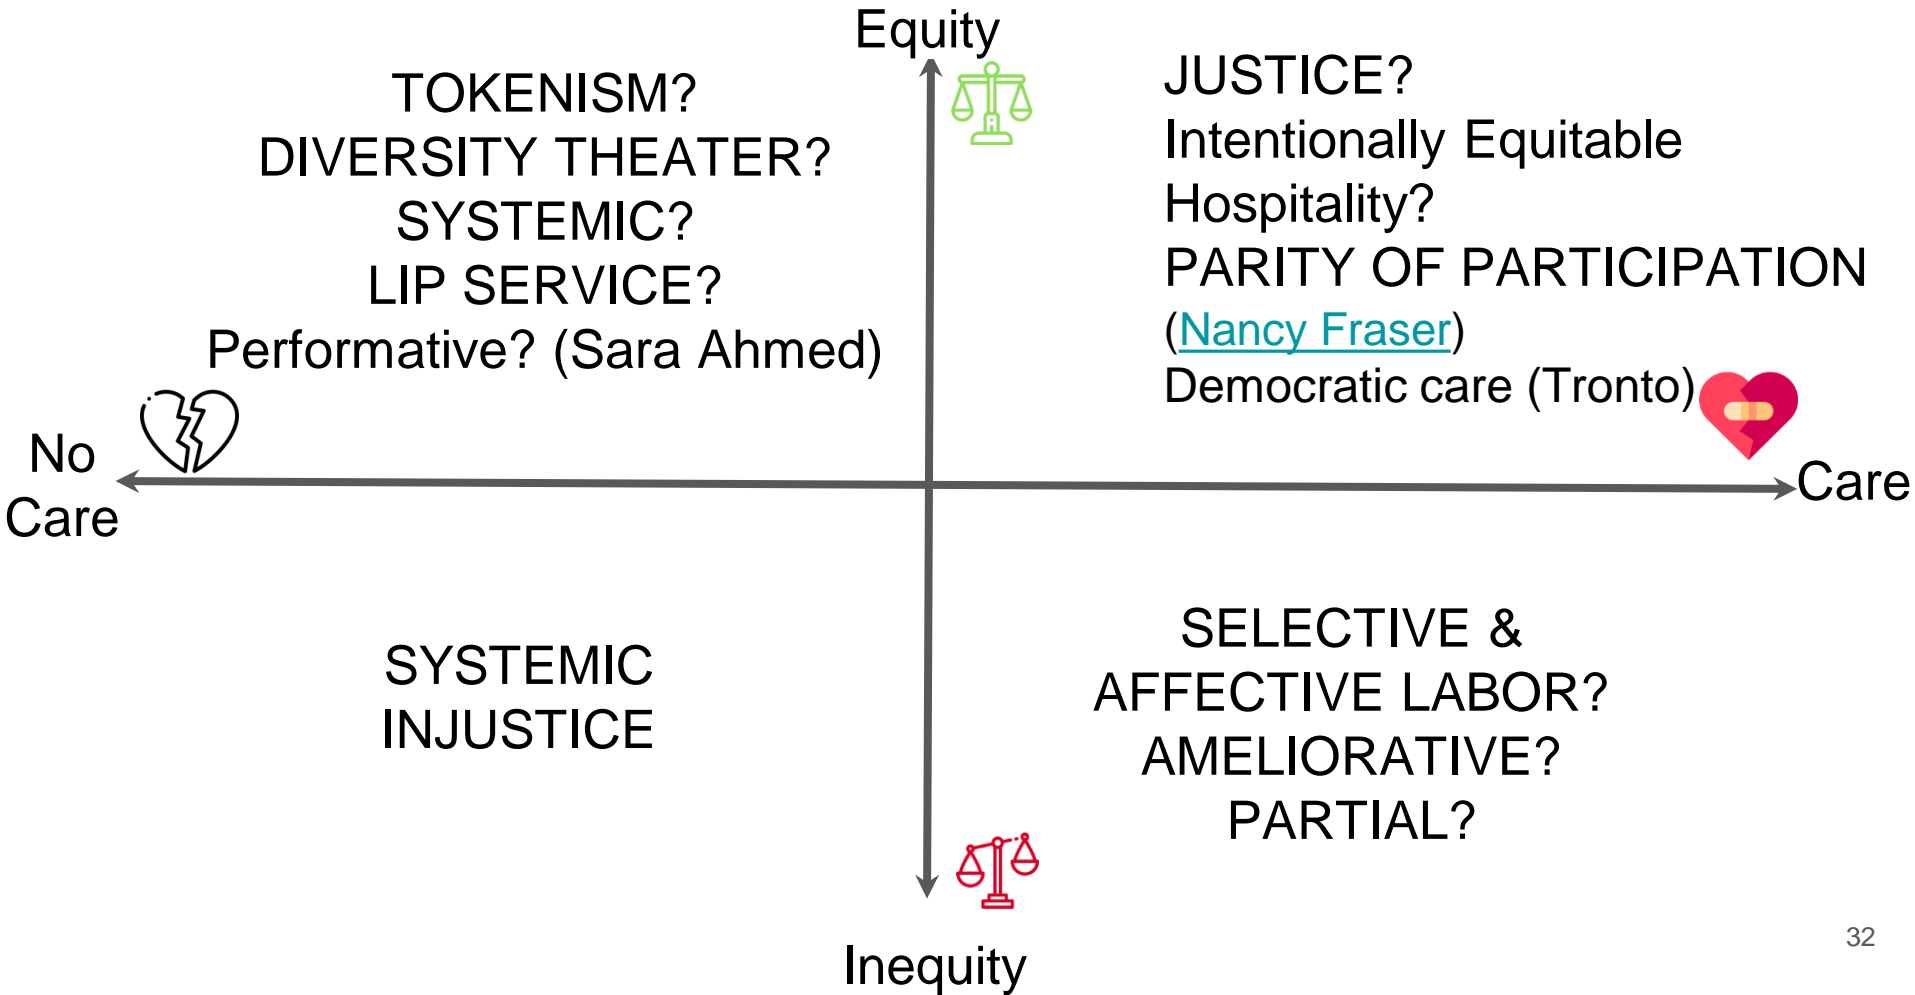 Equity
TOKENISM?
DIVERSITY THEATER?
SYSTEMIC?
LIP SERVICE?
Performative? (Sara Ahmed)
JUSTICE?
Intentionally Equitable
Hospitality?
PARITY OF PARTICIPATION
(Nancy Fraser)
Democratic care (Tronto)
No
Care
Care
SYSTEMIC
INJUSTICE
SELECTIVE &
AFFECTIVE LABOR?
AMELIORATIVE?
PARTIAL?
Inequity
32